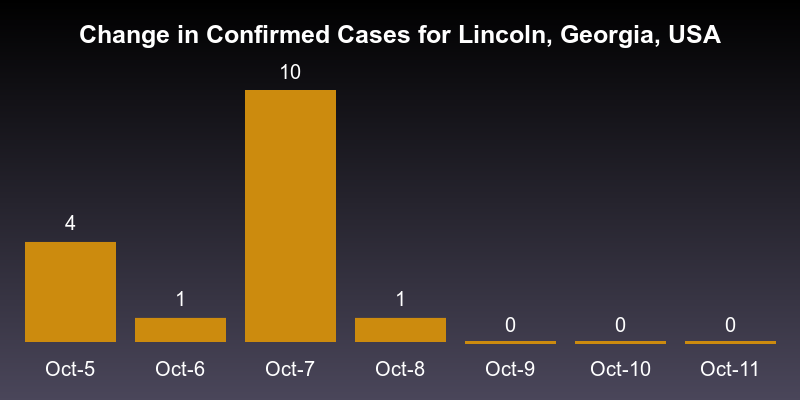 Change in Confirmed Cases for Lincoln, Georgia, USA
10
4
1
1
0
0
0
Oct-5
Oct-6
Oct-7
Oct-8
Oct-9
Oct-10
Oct-11